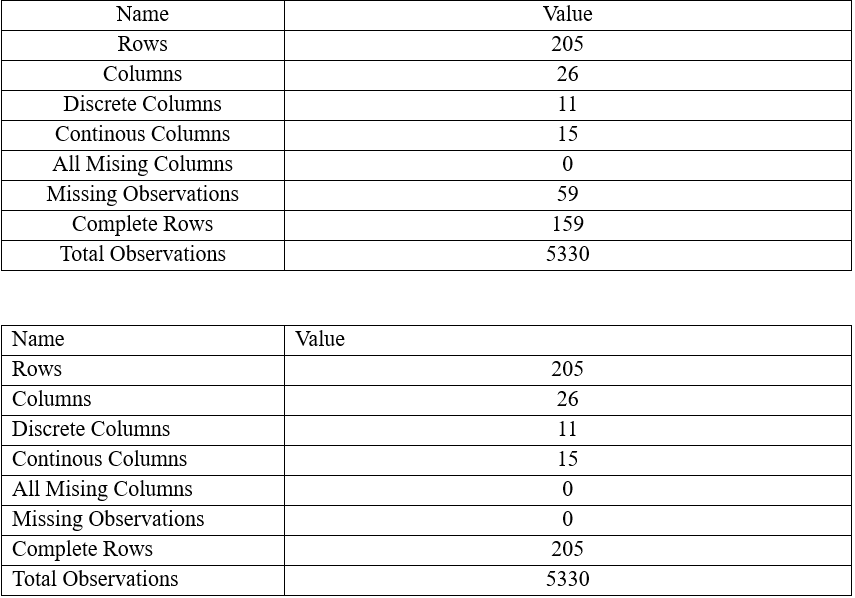 Name Value
Rows 205
Columns 26
Discrete Columns 11
Continous Columns 15
All Mising Columns 0
Missing Observations 59
Complete Rows 159
Total Observations 5330
Name Value
Rows 205
Columns 26
Discrete Columns 11
Continous Columns 15
All Mising Columns 0
Missing Observations 0
Complete Rows 205
Total Observations 5330